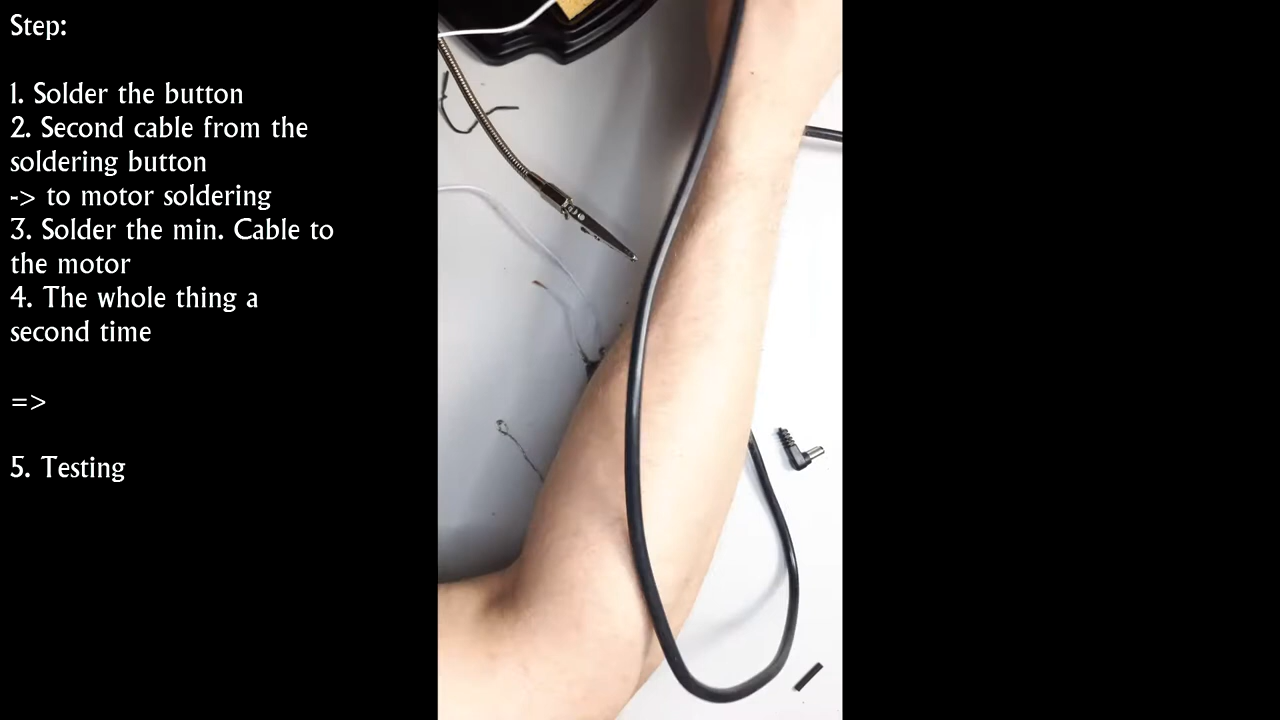 Step:
1. Solder the button
2. Second cable from the
soldering button
-> to motor soldering
3. Solder the min. Cable to
the motor
4. The whole thing a
second time
=>
5. Testing